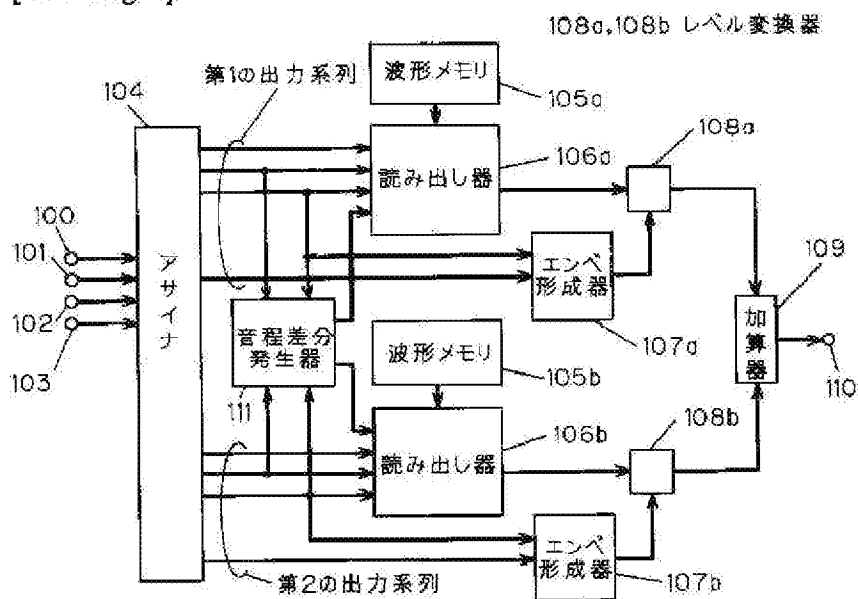 108a,108b レベル変換器
第1の出力系列
波形メモリ
105a
104
読み出し器
106a
108a
100
101
102
103
アサイナ
エンベ
形成器
107a
109
加算器
110
音程差分
発生器
111
波形メモリ
105b
読み出し器
106b
108b
エンベ
形成器
107b
第2の出力系列